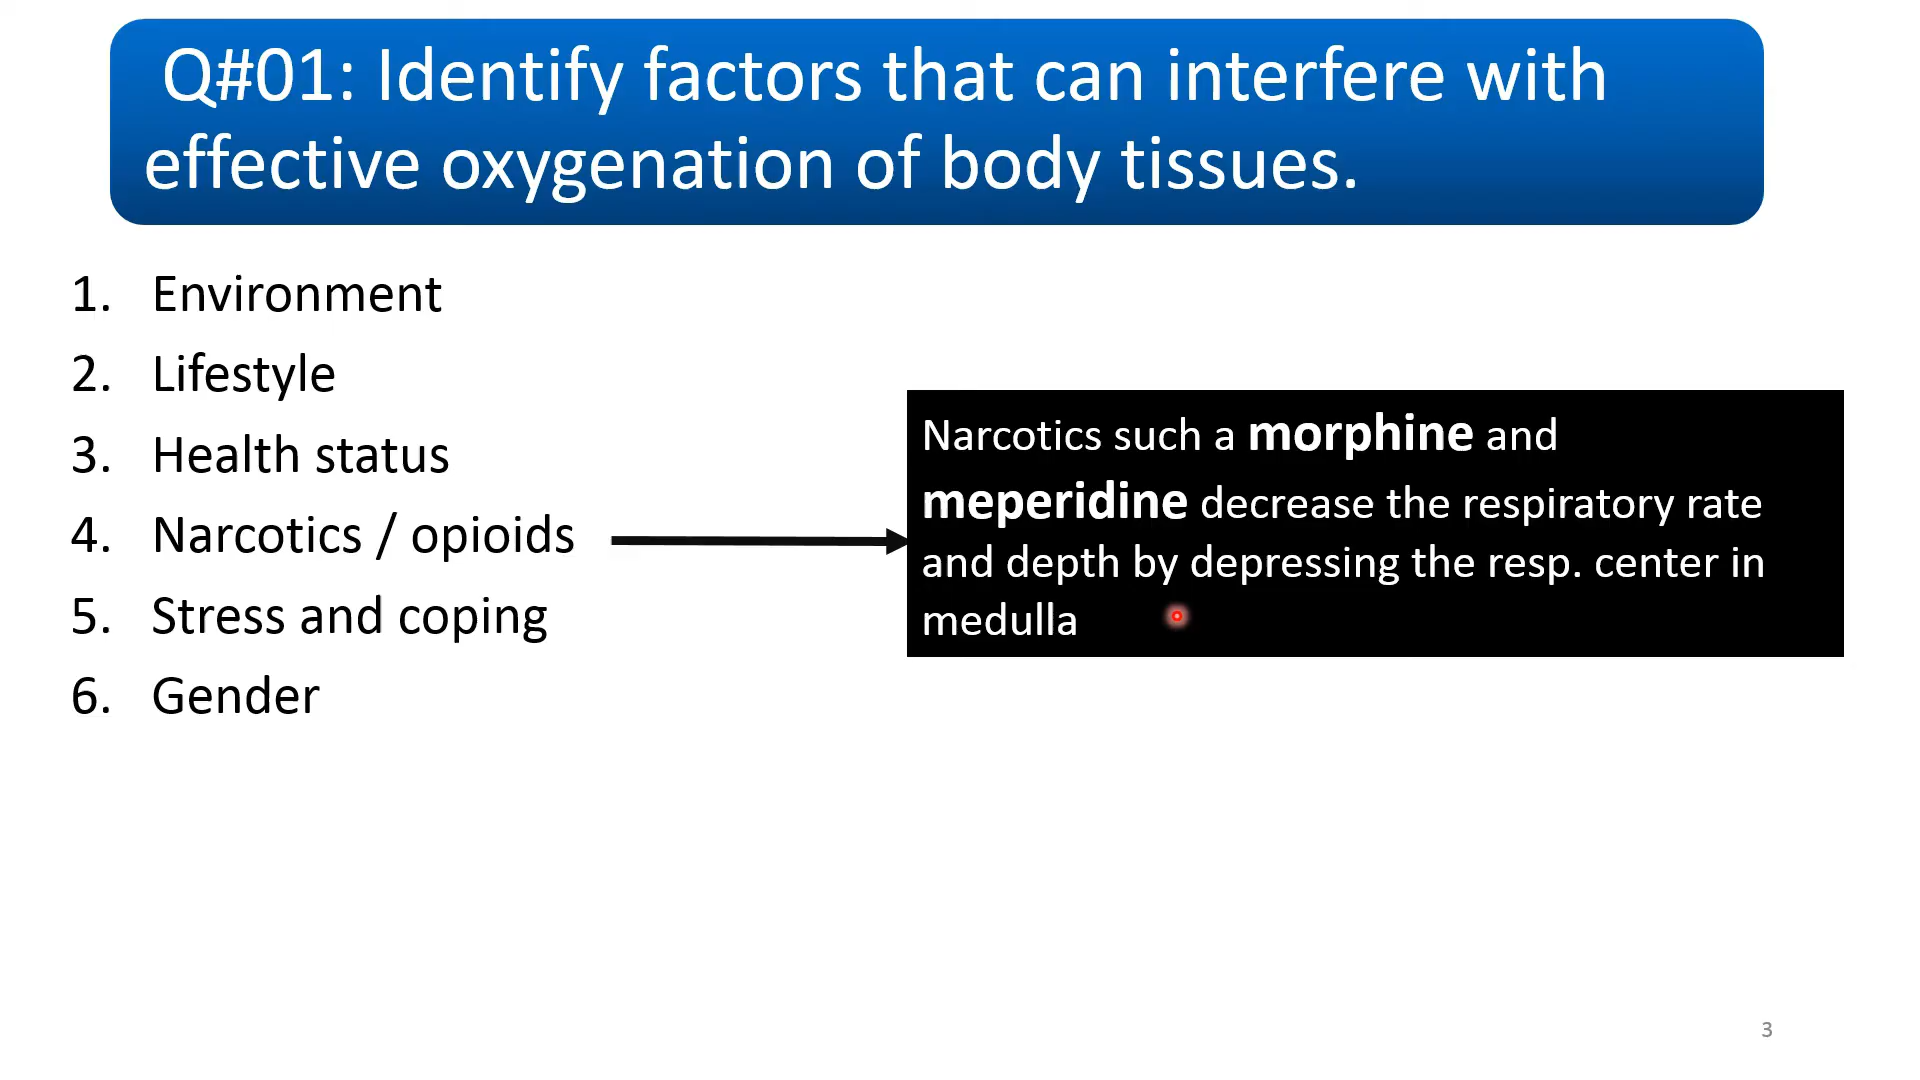 Q#01: Identify factors that can interfere with
effective oxygenation of body tissues.
1. Environment
2. Lifestyle
3. Health status
4. Narcotics / opioids
5. Stress and coping
6. Gender
Narcotics such a morphine and
meperidine decrease the respiratory rate
and depth by depressing the resp. center in
medulla
3